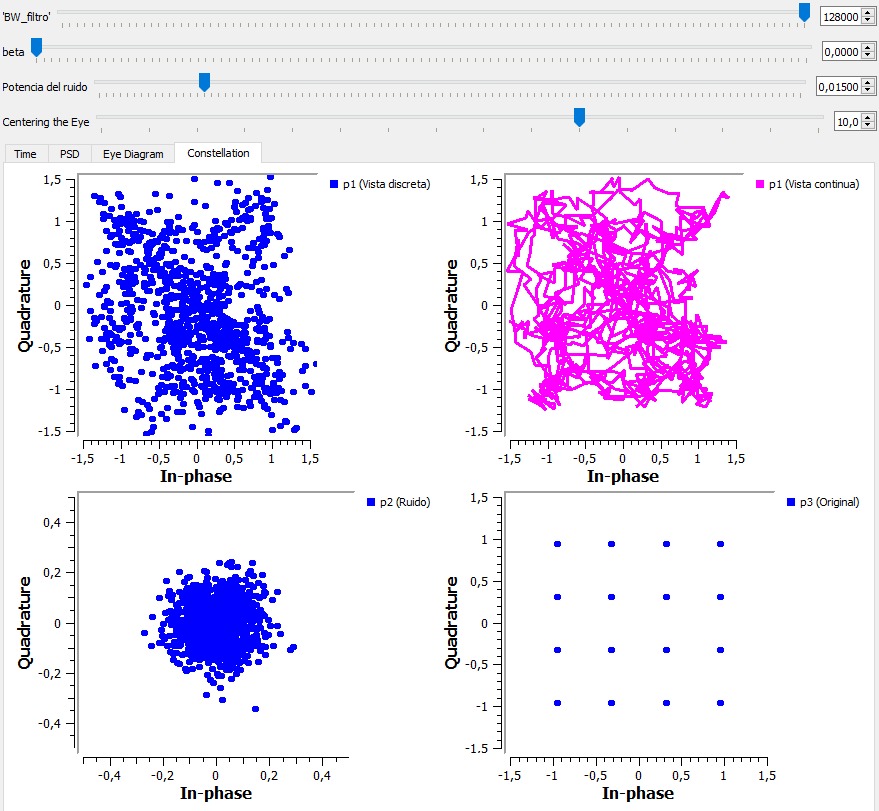 'BW_filtro' 128000
beta 0,0000
Potencia del ruido 0,01500
Centering the Eye 10,0
Time PSD Eye Diagram Constellation
p1 (Vista discreta)
1,5
1
0,5
0
-0,5
-1
-1.5
Quadrature
-1,5 -1 -0,5 0 0,5 1 1,5
In-phase
p1 (Vista continua)
1,5
1
0,5
0
-0,5
-1
-1.5
Quadrature
-1,5 -1 -0,5 0 0,5 1 1,5
In-phase
p2 (Ruido)
0,4
0,2
0
-0,2
-0,4
Quadrature
-0,4 -0,2 0 0,2 0,4
In-phase
p3 (Original)
1,5
1
0,5
0
-0,5
-1
-1.5
Quadrature
-1,5 -1 -0,5 0 0,5 1 1,5
In-phase